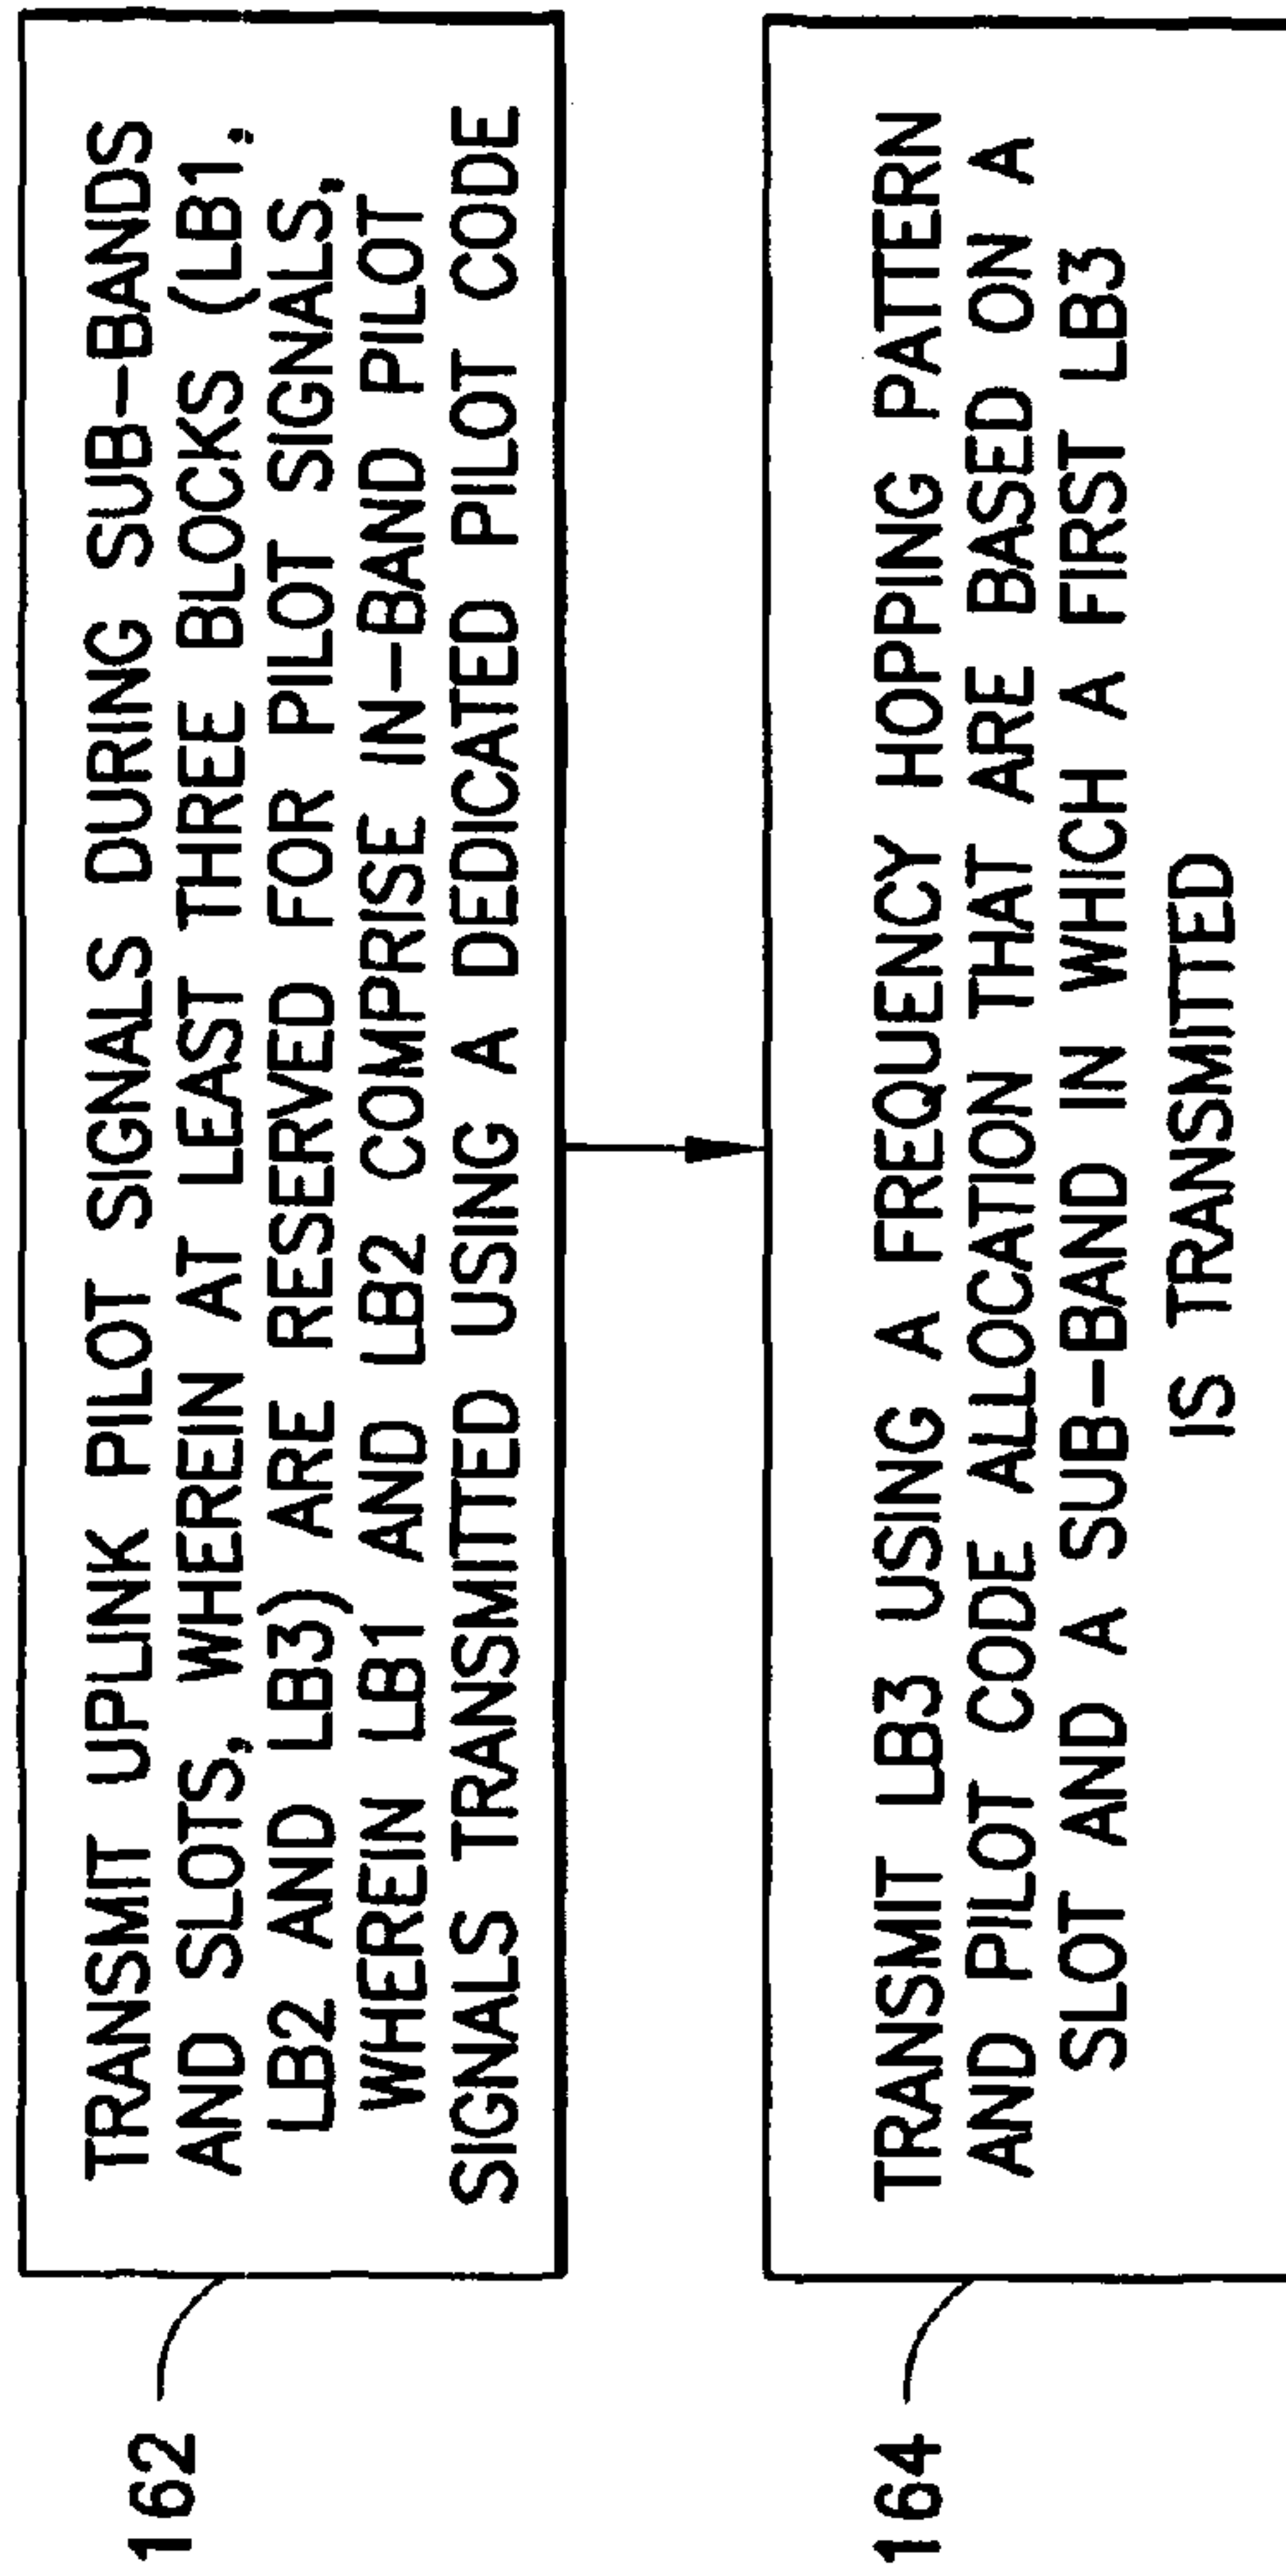 162
TRANSMIT UPLINK PILOT SIGNALS DURING SUB-BANDS
AND SLOTS, WHEREIN AT LEAST THREE BLOCKS (LB1,
LB2 AND LB3) ARE RESERVED FOR PILOT SIGNALS,
WHEREIN LB1 AND LB2 COMPRISE IN-BAND PILOT
SIGNALS TRANSMITTED USING A DEDICATED PILOT CODE
164
TRANSMIT LB3 USING A FREQUENCY HOPPING PATTERN
AND PILOT CODE ALLOCATION THAT ARE BASED ON A
SLOT AND A SUB-BAND IN WHICH A FIRST LB3
IS TRANSMITTED